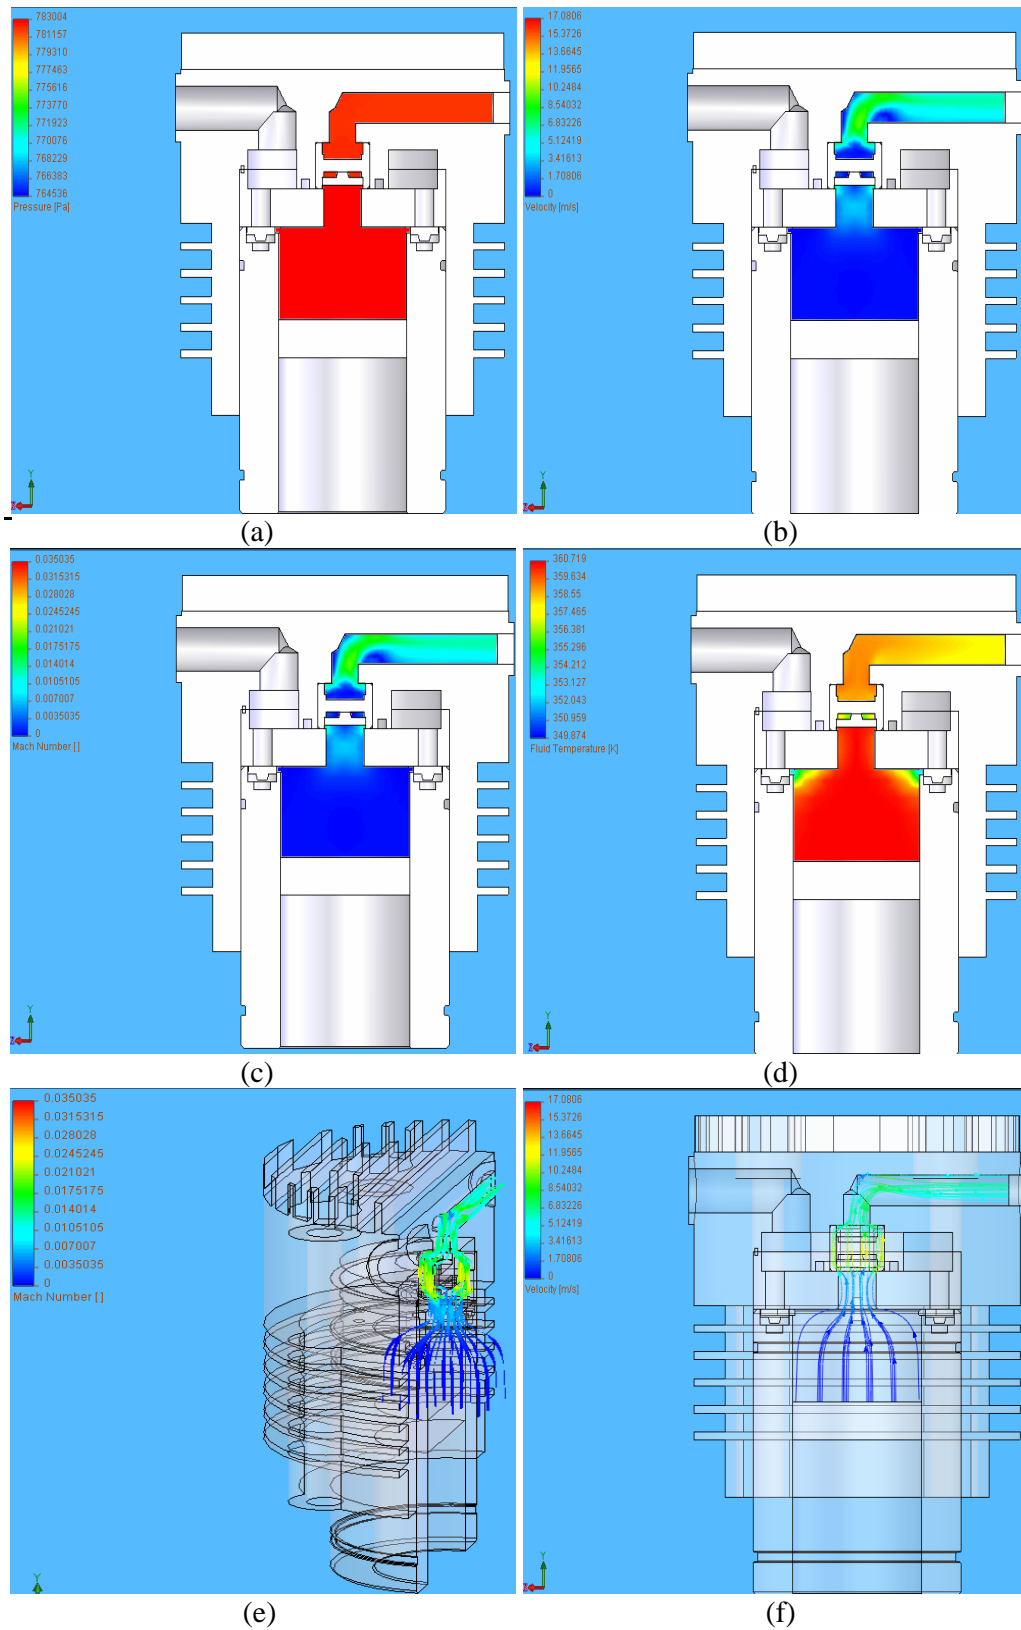 783004
781157
779310
777463
775616
773770
771923
770076
768229
766383
764536
Pressure [Pa]
Y
Z
(a)
17.0806
15.3726
13.6645
11.9565
10.2484
8.54032
6.83226
5.12419
3.41613
1.70806
0
Velocity [m/s]
Y
Z
(b)
0.035035
0.0315315
0.028028
0.0245245
0.021021
0.0175175
0.014014
0.0105105
0.007007
0.0035035
0
Mach Number [ ]
Y
Z
(c)
360.719
359.634
358.55
357.465
356.381
355.296
354.212
353.127
352.043
350.959
349.874
Fluid Temperature [K]
Y
Z
(d)
0.035035
0.0315315
0.028028
0.0245245
0.021021
0.0175175
0.014014
0.0105105
0.007007
0.0035035
0
Mach Number [ ]
Y
(e)
17.0806
15.3726
13.6645
11.9565
10.2484
8.54032
6.83226
5.12419
3.41613
1.70806
0
Velocity [m/s]
Y
Z
(f)